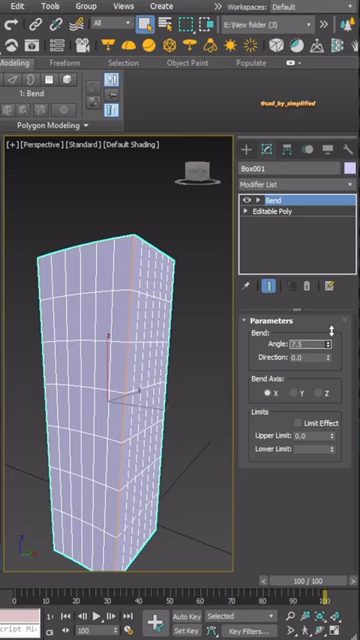 Edit Tools Group Views Create
Workspaces: Default
E:\New folder (3)
Modeling Freeform Selection Object Paint Populate
1: Bend
Polygon Modeling
@cad_by_simplified
[+] [Perspective] [Standard] [Default Shading]
Box001
Modifier List
Bend
Editable Poly
Parameters
Bend:
Angle: 7.5
Direction: 0.0
Bend Axis:
X Y Z
Limits
Limit Effect
Upper Limit: 0.0
Lower Limit:
z
z
100 / 100
0 10 20 30 40 50 60 70 80 90 100
Script Mi
100
Auto Key Selected
Set Key Key Filters...